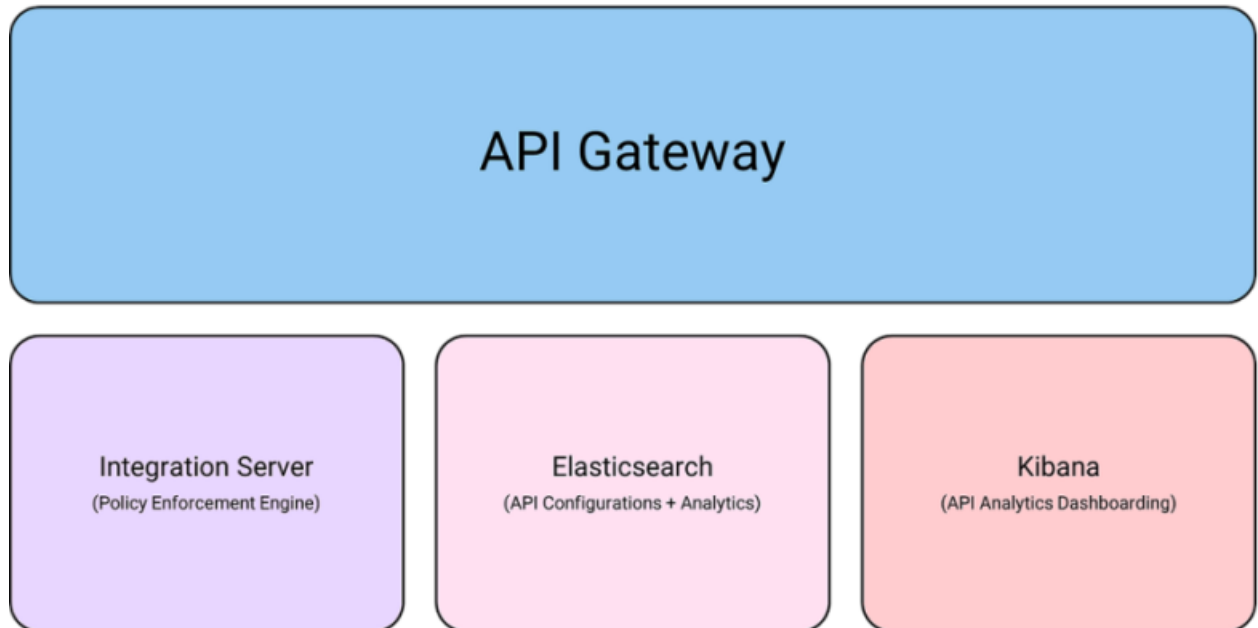 API Gateway
Integration Server
(Policy Enforcement Engine)
Elasticsearch
(API Configurations + Analytics)
Kibana
(API Analytics Dashboarding)